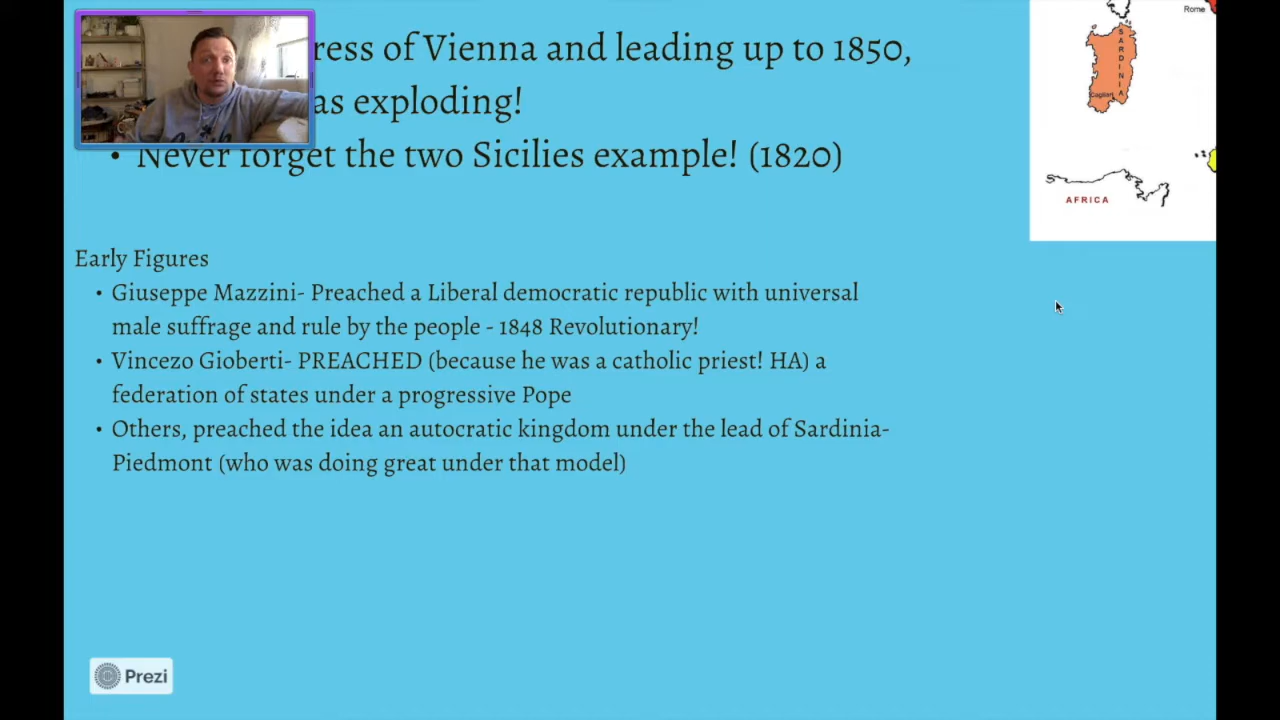 ress of Vienna and leading up to 1850,
as exploding!
• Never forget the two Sicilies example! (1820)
Early Figures
• Giuseppe Mazzini- Preached a Liberal democratic republic with universal
male suffrage and rule by the people - 1848 Revolutionary!
• Vincezo Gioberti- PREACHED (because he was a catholic priest! HA) a
federation of states under a progressive Pope
• Others, preached the idea an autocratic kingdom under the lead of Sardinia-
Piedmont (who was doing great under that model)
Rome
SARDINIA
Cagliari
AFRICA
Prezi